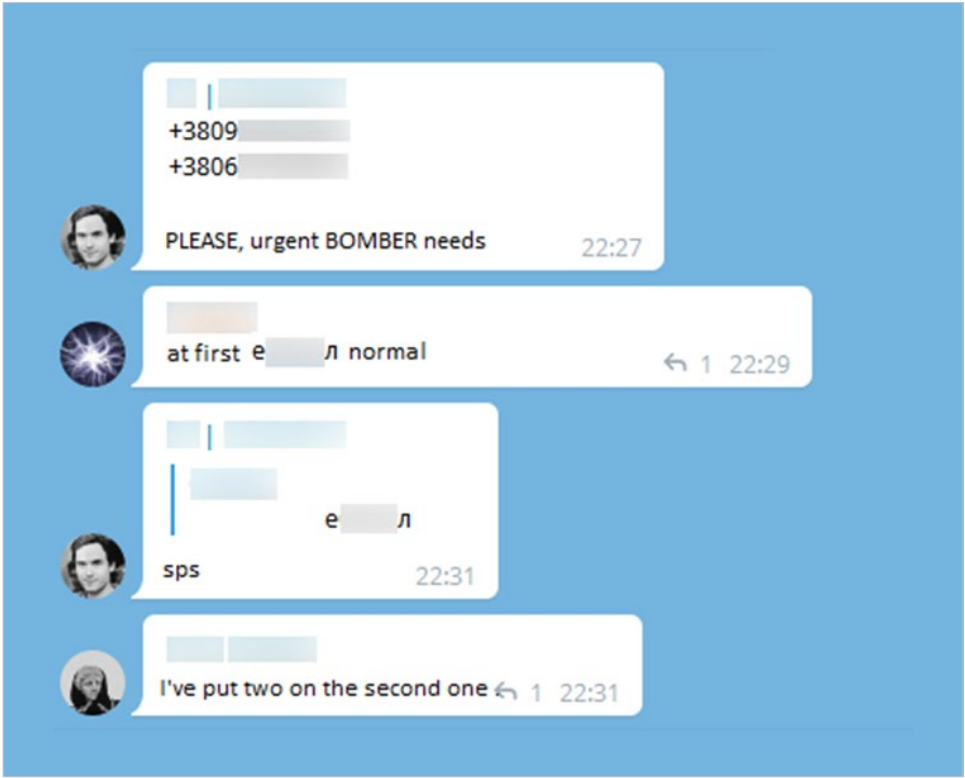 +3809
+3806
PLEASE, urgent BOMBER needs
22:27
at first е л normal
1 22:29
е л
sps
22:31
I've put two on the second one
1 22:31